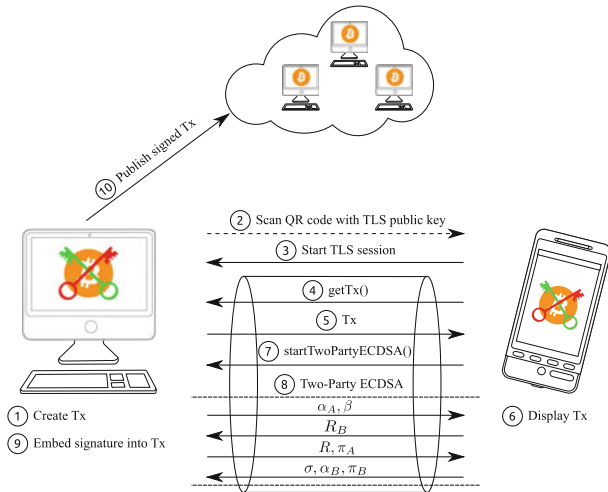 10 Publish signed Tx
2 Scan QR code with TLS public key
3 Start TLS session
4 getTx()
5 Tx
7 startTwoPartyECDSA()
8 Two-Party ECDSA
α_A, β
R_B
R, π_A
σ, α_B, π_B
1 Create Tx
9 Embed signature into Tx
6 Display Tx